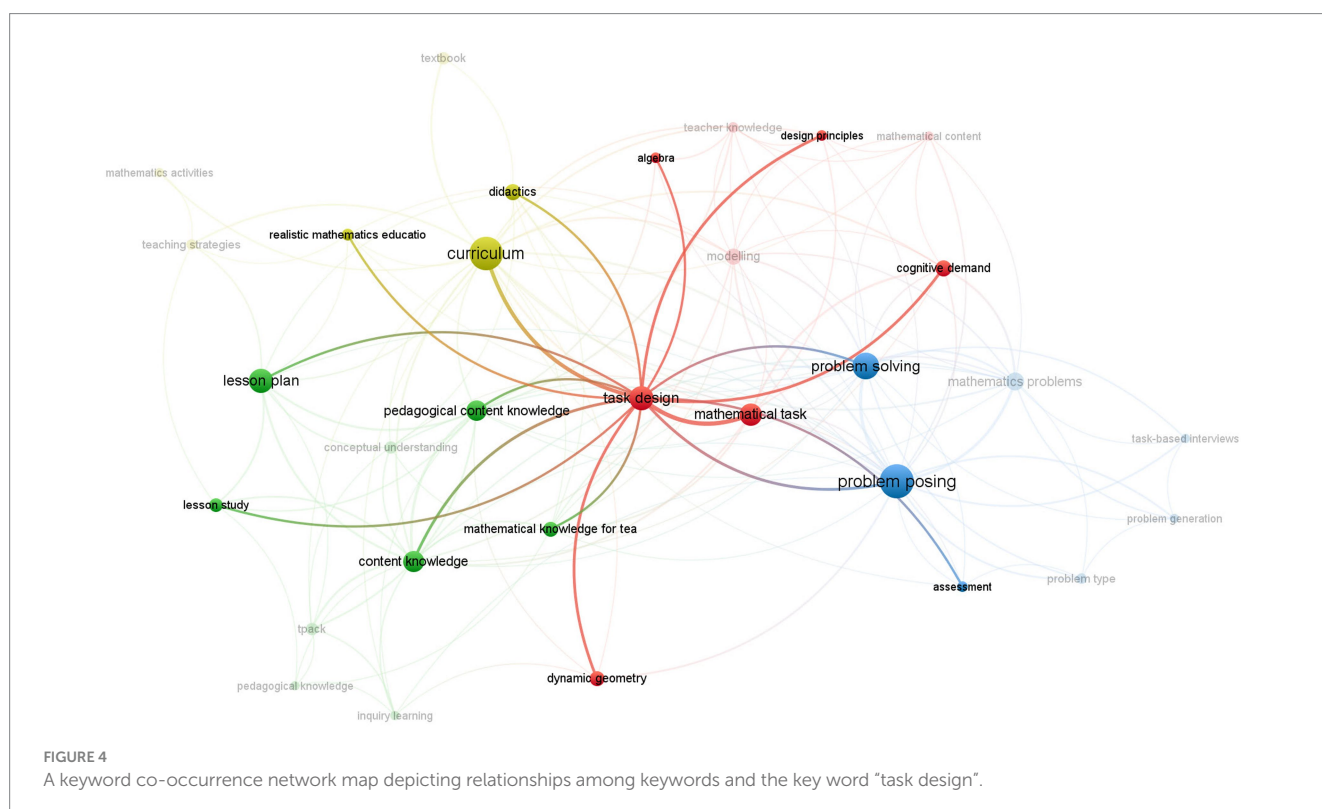 textbook
teacher knowledge
design principles
mathematical content
algebra
mathematics activities
didactics
realistic mathematics educatio
teaching strategies
curriculum
modelling
cognitive demand
problem solving
lesson plan
mathematics problems
task design
pedagogical content knowledge
mathematical task
conceptual understanding
task-based interviews
problem posing
lesson study
problem generation
mathematical knowledge for tea
content knowledge
problem type
assessment
tpack
dynamic geometry
pedagogical knowledge
inquiry learning
FIGURE 4
A keyword co-occurrence network map depicting relationships among keywords and the key word “task design”.